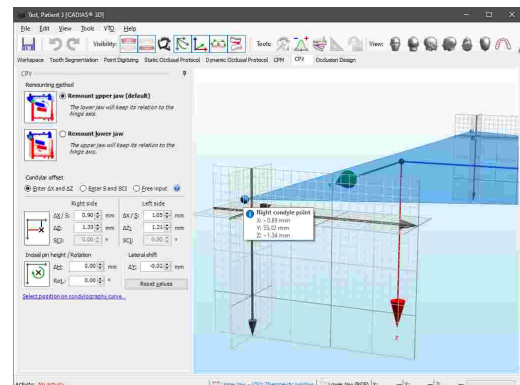 Test, Patient 3 [CADIAS® 3D]
File Edit View Tools VTO Help
Visibility: Tools: View:
Workspace Tooth Segmentation Point Digitizing Static Occlusal Protocol Dynamic Occlusal Protocol CPM CPV Occlusion Design
CPV
Remounting method
Remount upper jaw (default)
The lower jaw will keep its relation to the
hinge axis.
Remount lower jaw
The upper jaw will keep its relation to the
hinge axis.
Condylar offset
Enter ΔX and ΔZ Enter S and SCI Free input
Right side Left side
ΔX / S: 0.90 mm ΔX / S: 1.05 mm
ΔZ: 1.33 mm ΔZ: 1.21 mm
SCI: 0.00 ° SCI: 0.00 °
Incisal pin height / Rotation Lateral shift
ΔH: 0.00 mm ΔY: -0.03 mm
Rot.: 0.00 ° Reset values
Select position on condylography curve...
Right condyle point
X: -0.89 mm
Y: 55.02 mm
Z: -1.34 mm
Z